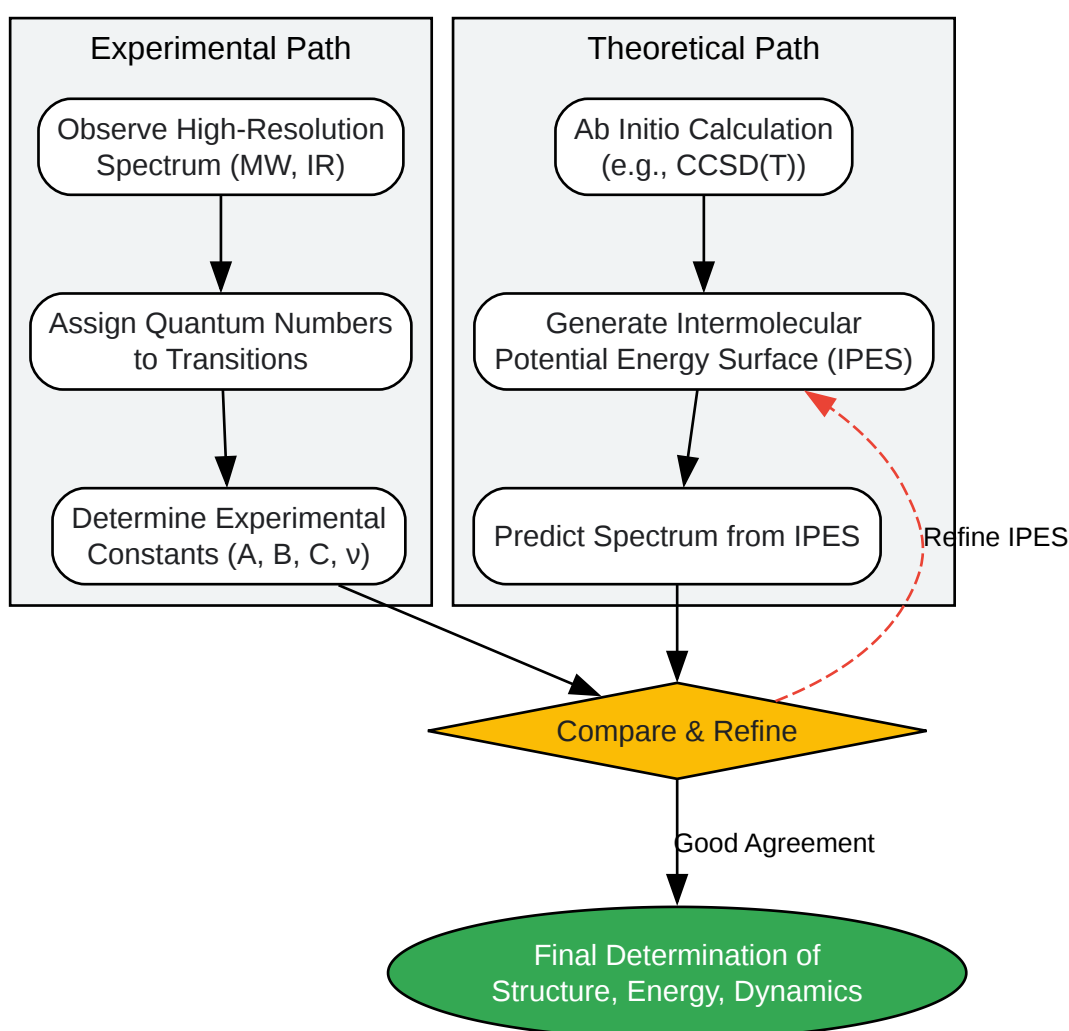 Experimental Path
Observe High-Resolution
Spectrum (MW, IR)
Assign Quantum Numbers
to Transitions
Determine Experimental
Constants (A, B, C, ν)
Theoretical Path
Ab Initio Calculation
(e.g., CCSD(T))
Generate Intermolecular
Potential Energy Surface (IPES)
Predict Spectrum from IPES
Refine IPES
Compare & Refine
Good Agreement
Final Determination of
Structure, Energy, Dynamics